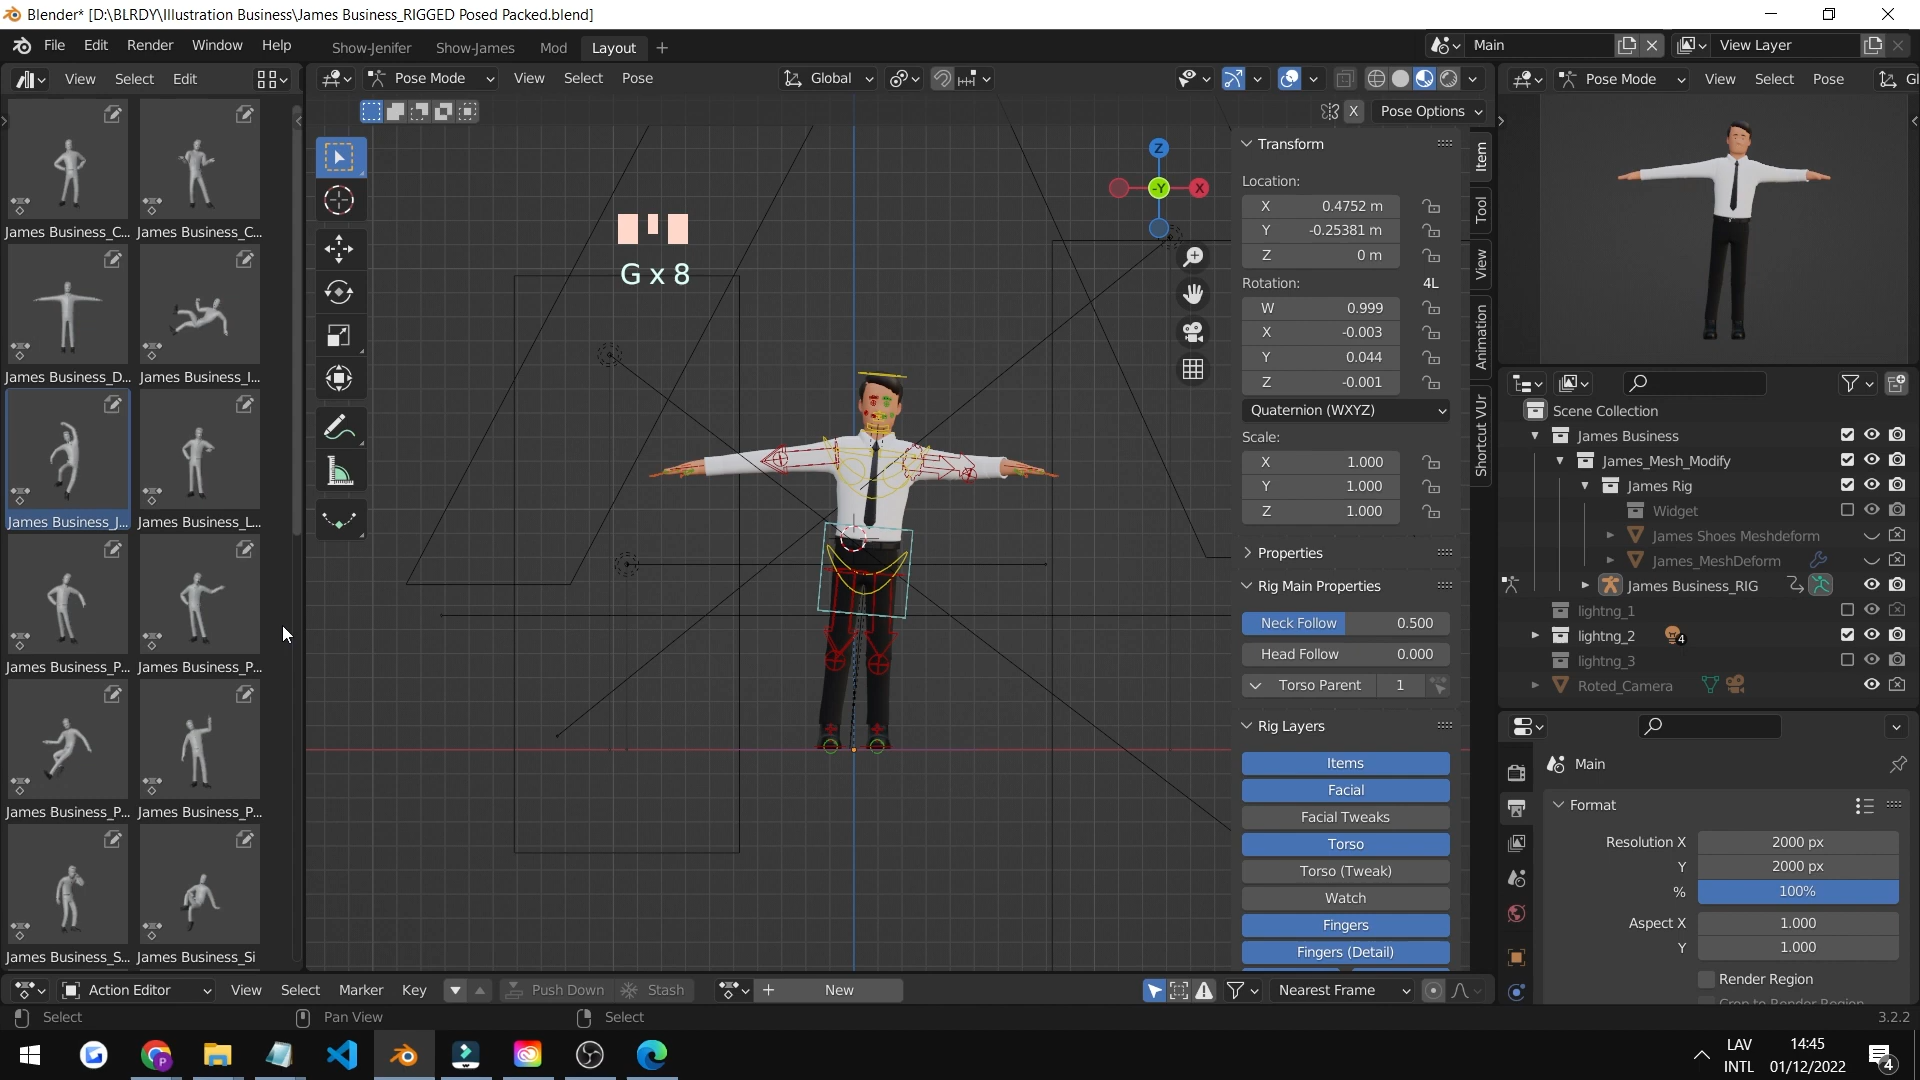 Blender* [D:\BLRDY\Illustration Business\James Business_RIGGED Posed Packed.blend]
File Edit Render Window Help
Show-Jenifer Show-James Mod Layout
Main
View Layer
View Select Edit
Pose Mode View Select Pose
Global
Pose Mode View Select Pose Gl
X Pose Options
James Business_C...
James Business_C...
James Business_D...
James Business_I...
James Business_J...
James Business_L...
James Business_P...
James Business_P...
James Business_P...
James Business_P...
James Business_S...
James Business_Si
G x 8
Z
-Y
X
Transform
Location:
X 0.4752 m
Y -0.25381 m
Z 0 m
Rotation: 4L
W 0.999
X -0.003
Y 0.044
Z -0.001
Quaternion (WXYZ)
Scale:
X 1.000
Y 1.000
Z 1.000
Properties
Rig Main Properties
Neck Follow 0.500
Head Follow 0.000
Torso Parent 1
Rig Layers
Items
Facial
Facial Tweaks
Torso
Torso (Tweak)
Watch
Fingers
Fingers (Detail)
Item
Tool
View
Animation
Shortcut VUr
Scene Collection
James Business
James_Mesh_Modify
James Rig
Widget
James Shoes Meshdeform
James_MeshDeform
James Business_RIG
lightng_1
lightng_2 4
lightng_3
Roted_Camera
Main
Format
Resolution X 2000 px
Y 2000 px
% 100%
Aspect X 1.000
Y 1.000
Render Region
Crop to Render Region
Action Editor View Select Marker Key Push Down Stash New Nearest Frame
Select Pan View Select 3.2.2
LAV
INTL
14:45
01/12/2022
4